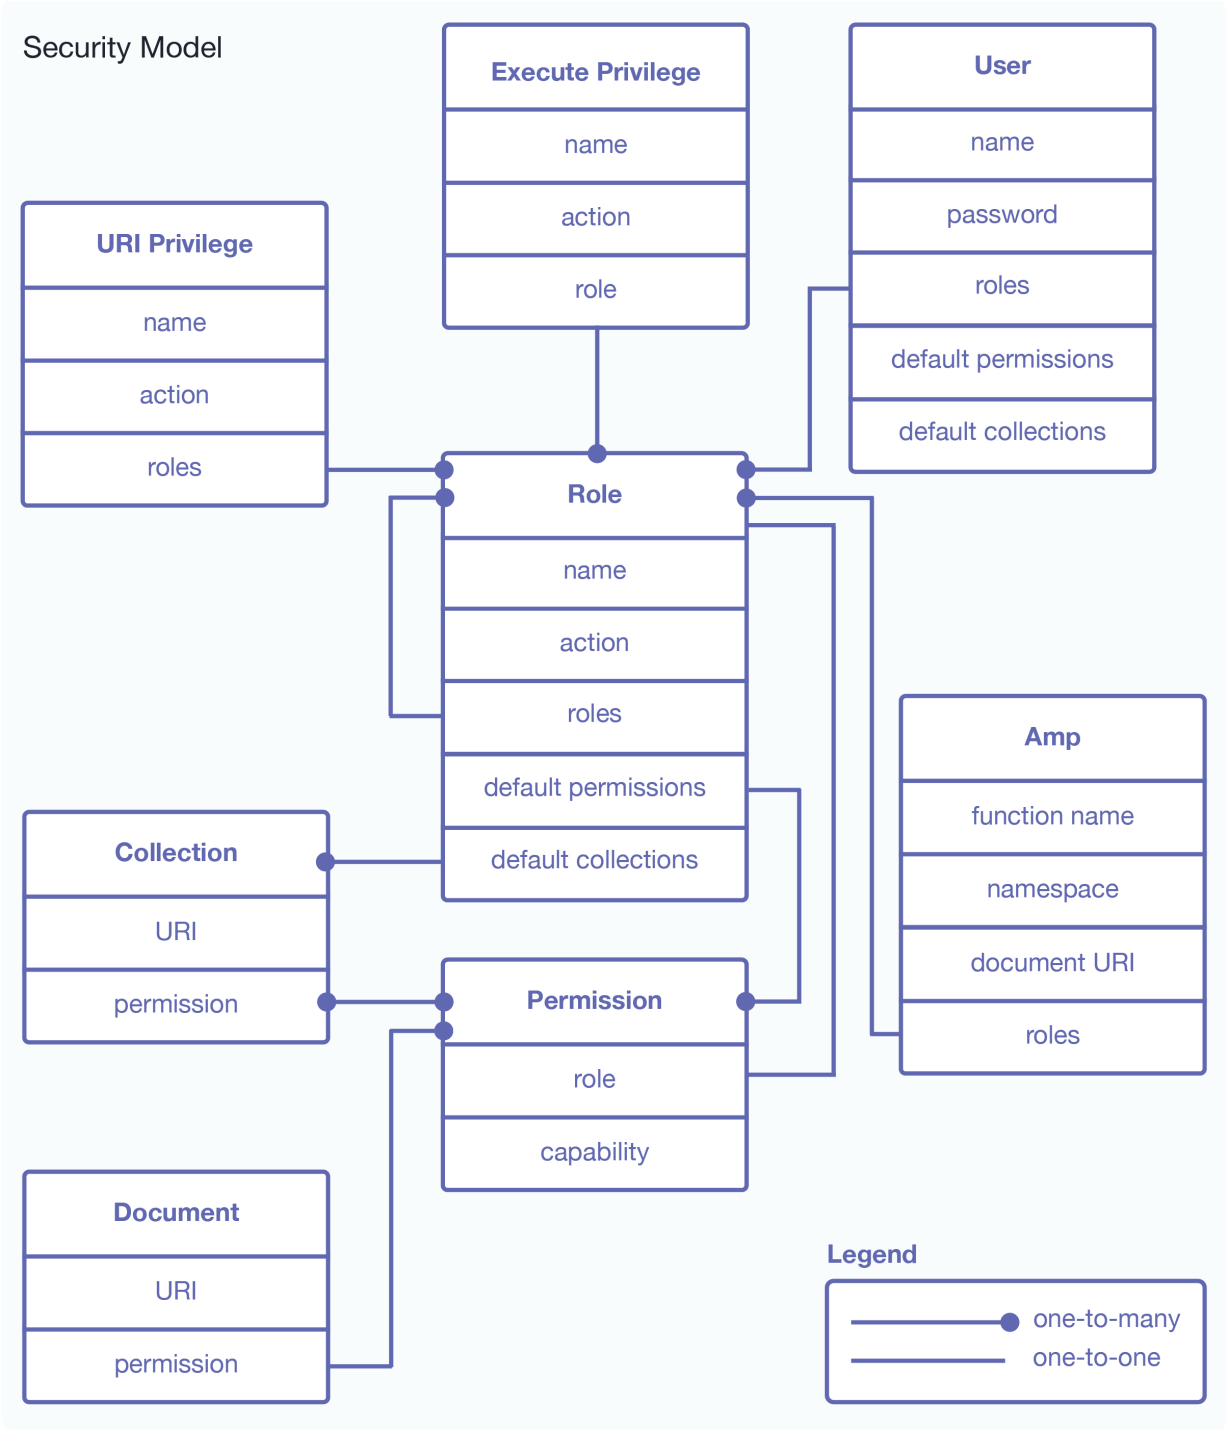 Security Model
Execute Privilege
name
action
role
User
name
password
roles
default permissions
default collections
URI Privilege
name
action
roles
Role
name
action
roles
default permissions
default collections
Amp
function name
namespace
document URI
roles
Collection
URI
permission
Permission
role
capability
Document
URI
permission
Legend
one-to-many
one-to-one